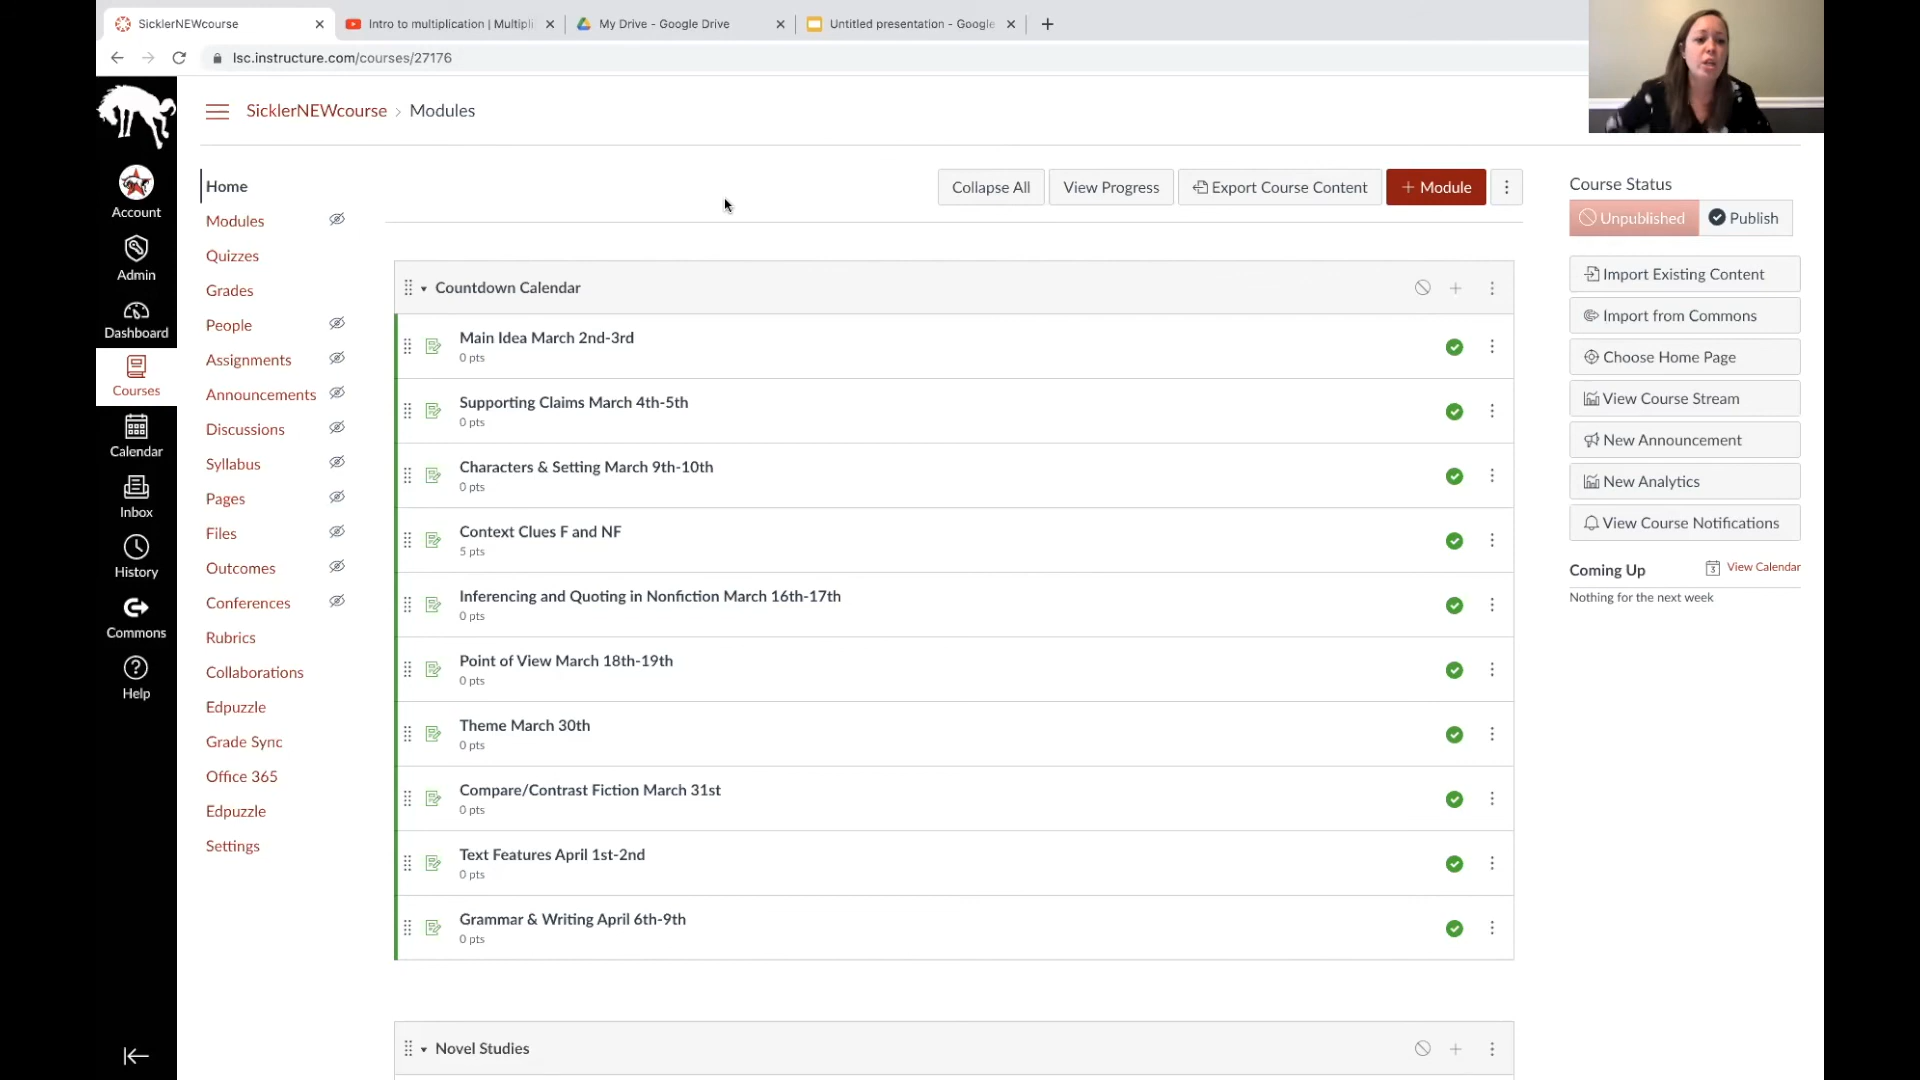 SicklerNEWcourse
Intro to multiplication | Multipli
My Drive - Google Drive
Untitled presentation - Google
lsc.instructure.com/courses/27176
SicklerNEWcourse › Modules
Account
Admin
Dashboard
Courses
Calendar
Inbox
History
Commons
Help
Home
Modules
Quizzes
Grades
People
Assignments
Announcements
Discussions
Syllabus
Pages
Files
Outcomes
Conferences
Rubrics
Collaborations
Edpuzzle
Grade Sync
Office 365
Edpuzzle
Settings
Collapse All
View Progress
Export Course Content
+ Module
Countdown Calendar
Main Idea March 2nd-3rd
0 pts
Supporting Claims March 4th-5th
0 pts
Characters & Setting March 9th-10th
0 pts
Context Clues F and NF
5 pts
Inferencing and Quoting in Nonfiction March 16th-17th
0 pts
Point of View March 18th-19th
0 pts
Theme March 30th
0 pts
Compare/Contrast Fiction March 31st
0 pts
Text Features April 1st-2nd
0 pts
Grammar & Writing April 6th-9th
0 pts
Novel Studies
Course Status
Unpublished
Publish
Import Existing Content
Import from Commons
Choose Home Page
View Course Stream
New Announcement
New Analytics
View Course Notifications
Coming Up
3 View Calendar
Nothing for the next week